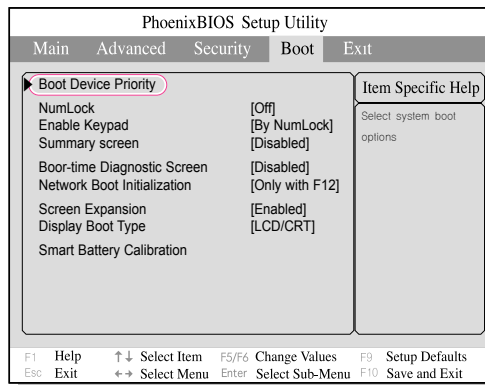 PhoenixBIOS Setup Utility
Main Advanced Security Boot Exit
Boot Device Priority
NumLock [Off]
Enable Keypad [By NumLock]
Summary screen [Disabled]
Boor-time Diagnostic Screen [Disabled]
Network Boot Initialization [Only with F12]
Screen Expansion [Enabled]
Display Boot Type [LCD/CRT]
Smart Battery Calibration
Item Specific Help
Select system boot
options
F1 Help ↑↓ Select Item F5/F6 Change Values F9 Setup Defaults
Esc Exit ←→ Select Menu Enter Select Sub-Menu F10 Save and Exit